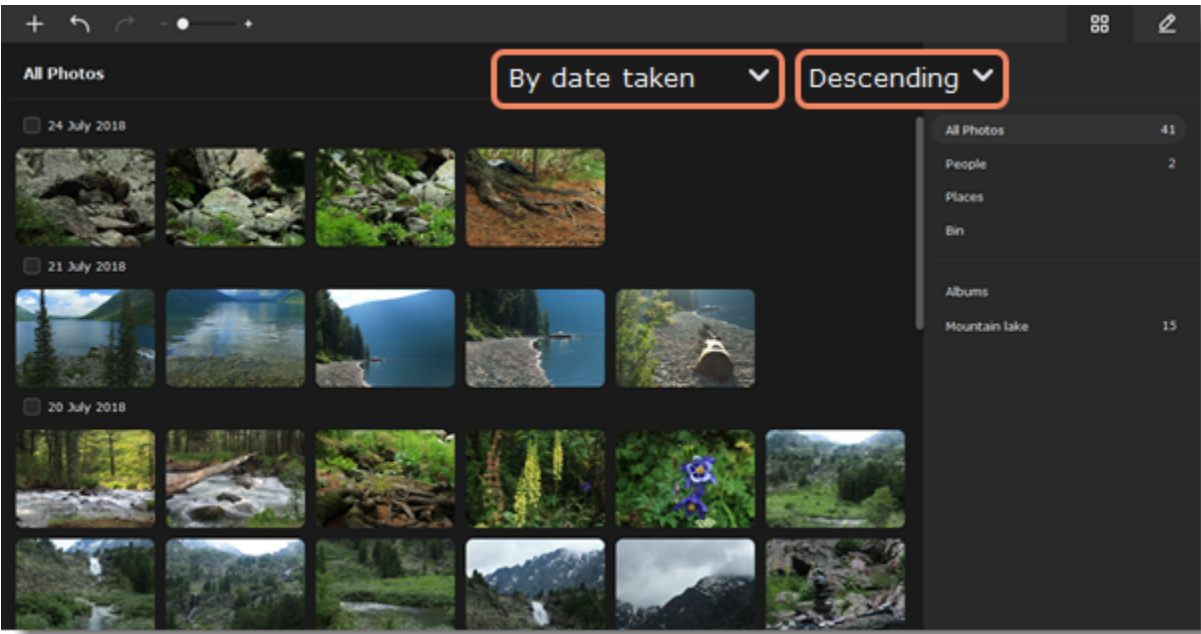 All Photos
By date taken
Descending
24 July 2018
21 July 2018
20 July 2018
All Photos 41
People 2
Places
Bin
Albums
Mountain lake 15